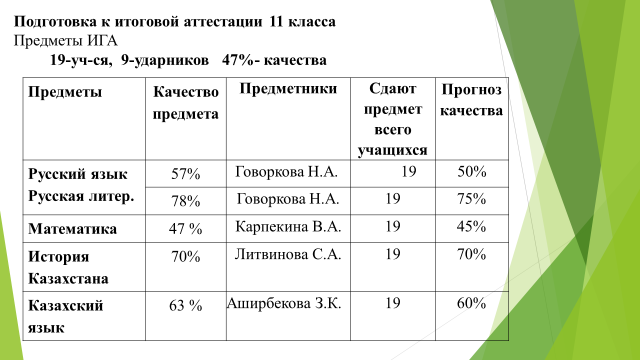 Подготовка к итоговой аттестации 11 класса
Предметы ИГА
19-уч-ся, 9-ударников 47%- качества
Предметы Качество предмета Предметники Сдают предмет всего учащихся Прогноз качества
Русский язык 57% Говоркова Н.А. 19 50%
Русская литер. 78% Говоркова Н.А. 19 75%
Математика 47 % Карпекина В.А. 19 45%
История Казахстана 70% Литвинова С.А. 19 70%
Казахский язык 63 % Аширбекова З.К. 19 60%